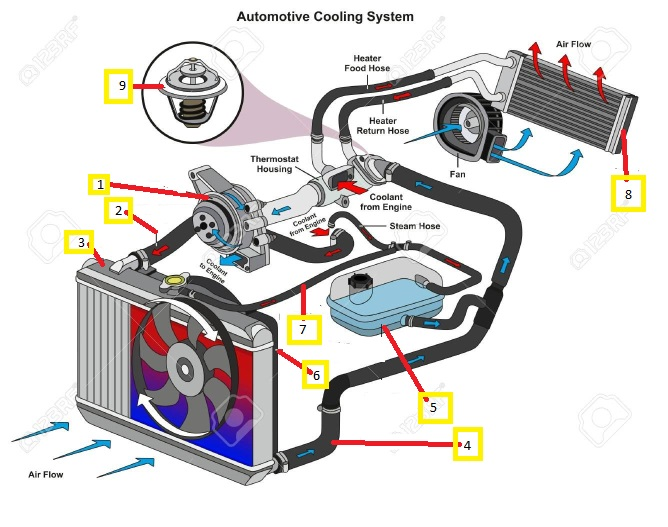 Automotive Cooling System
Heater
Food Hose
Air Flow
9
Heater
Return Hose
Fan
Thermostat
Housing
1
8
Coolant
from Engine
2
Coolant
from Engine
Steam Hose
3
Coolant
to Engine
7
6
5
4
Air Flow
123RF